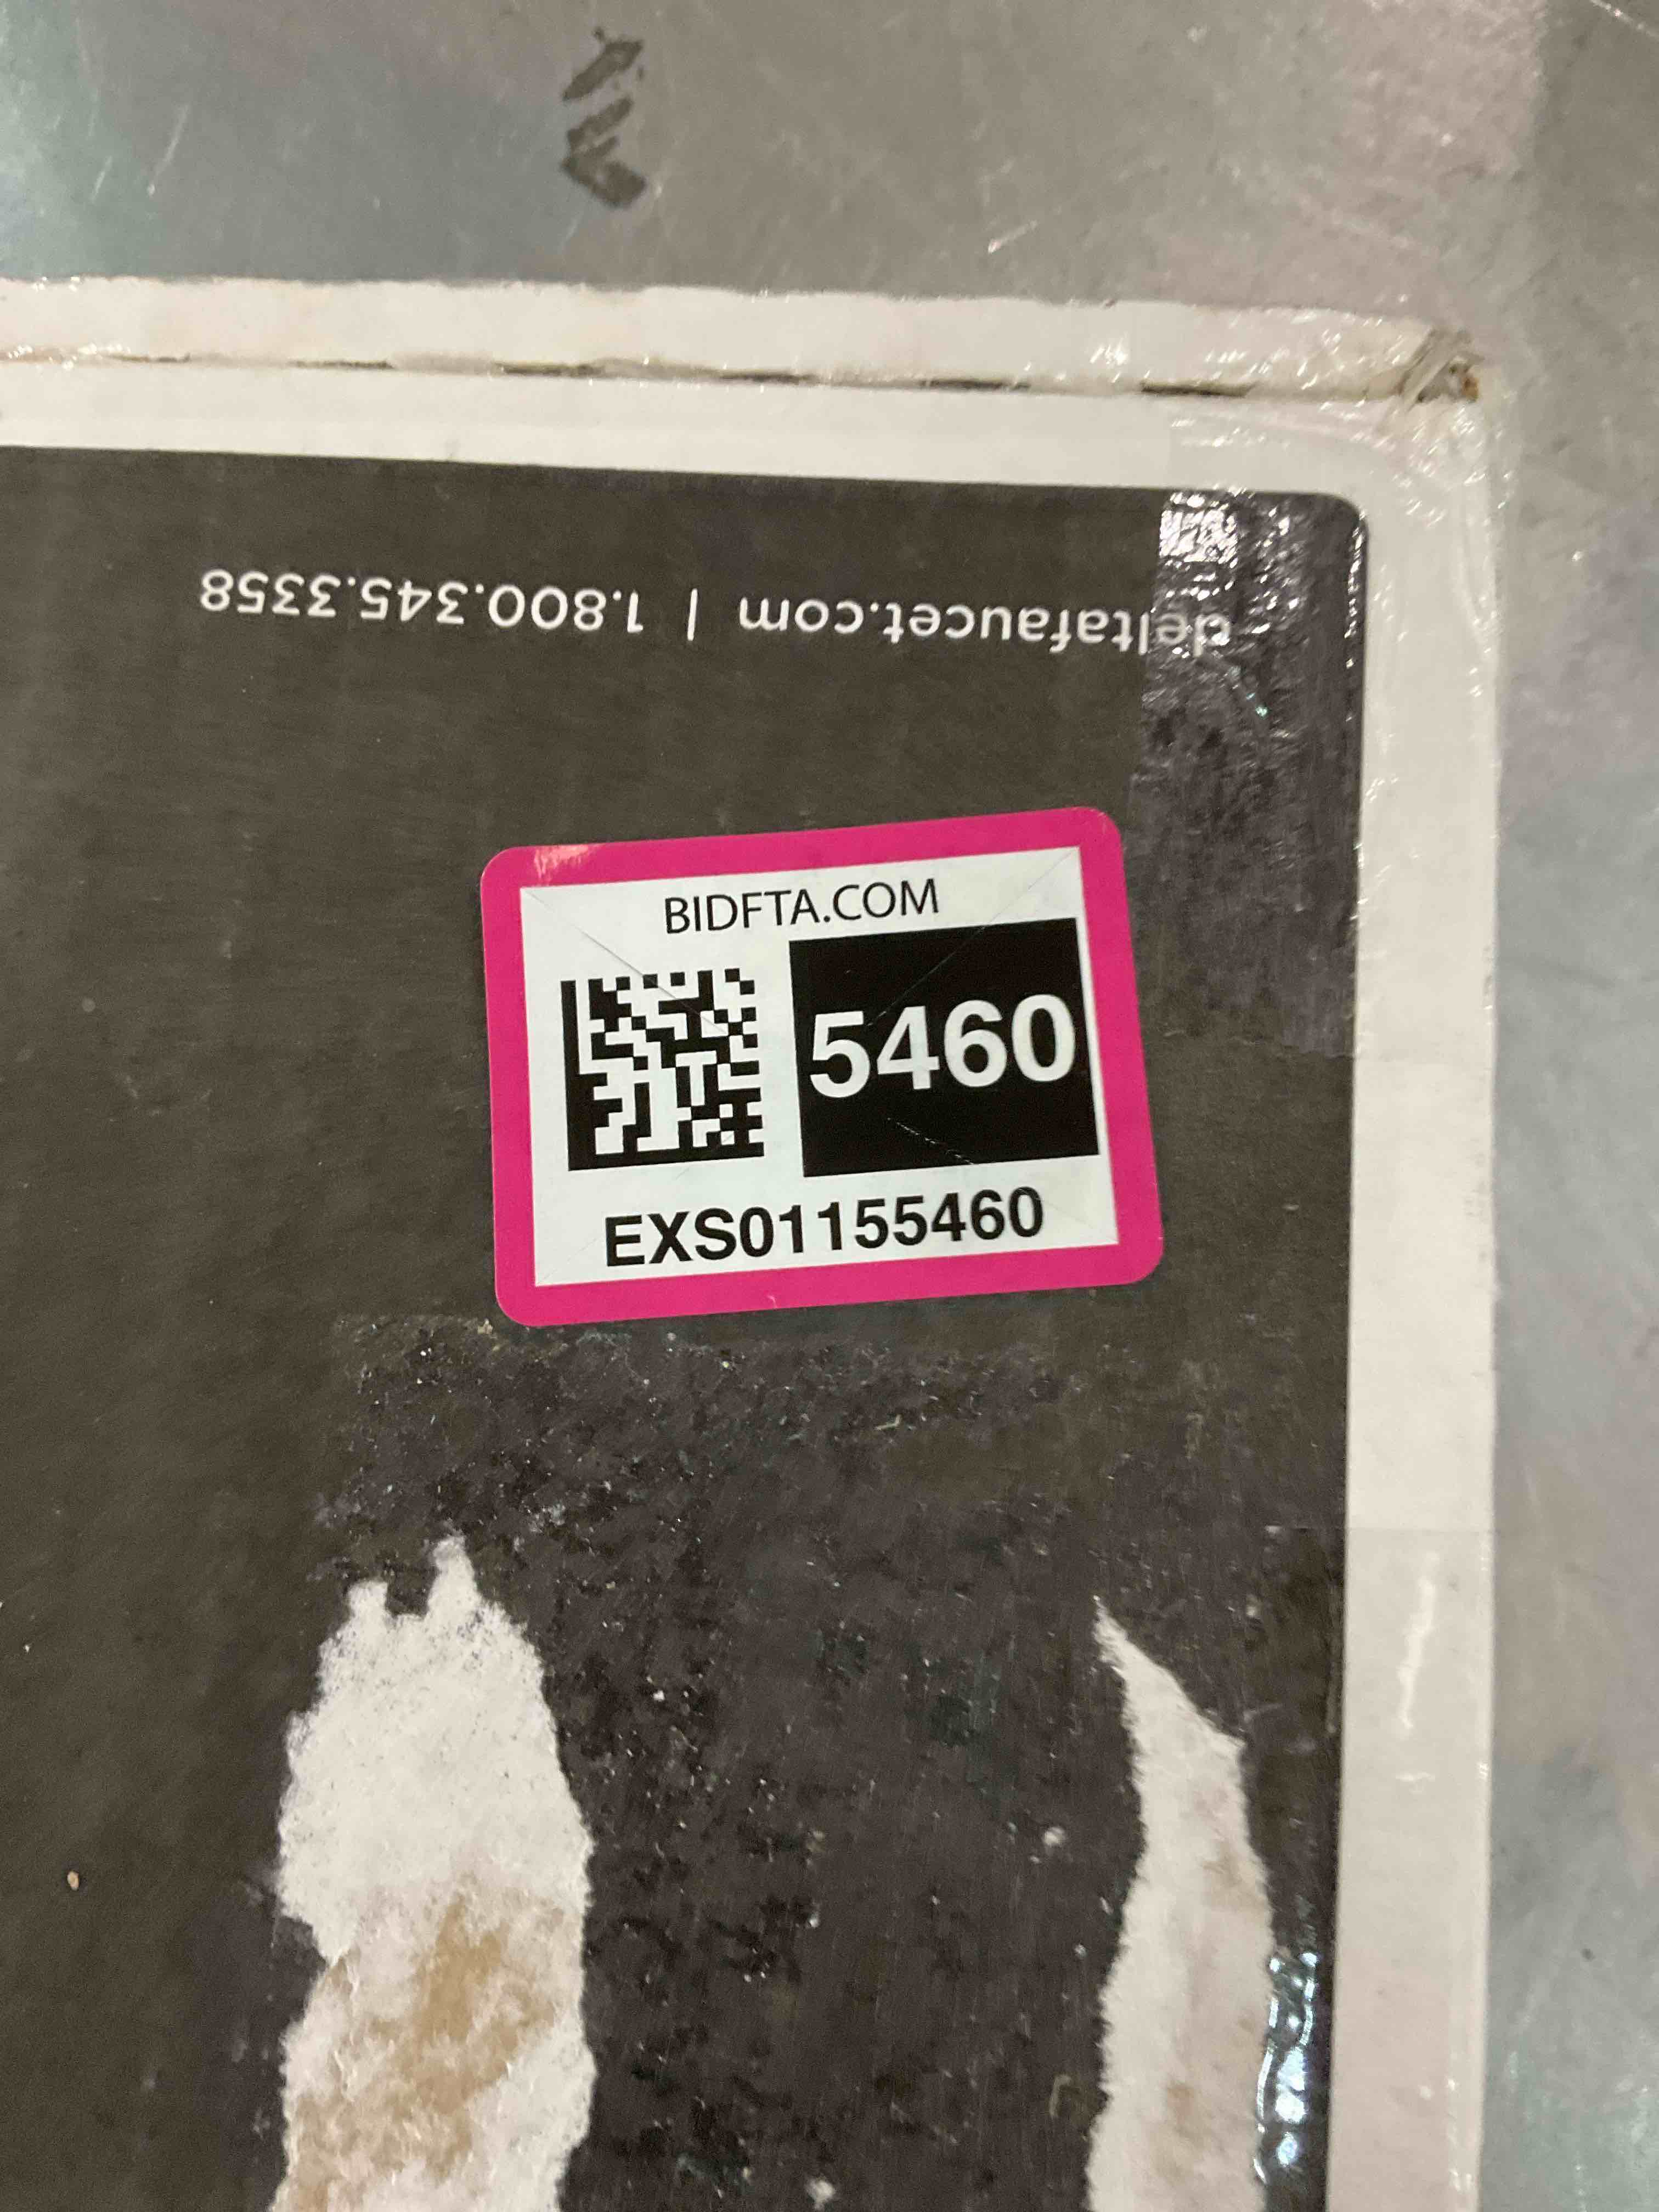 deltafaucet.com | 1.800.345.3358
BIDFTA.COM
5460
EXS01155460